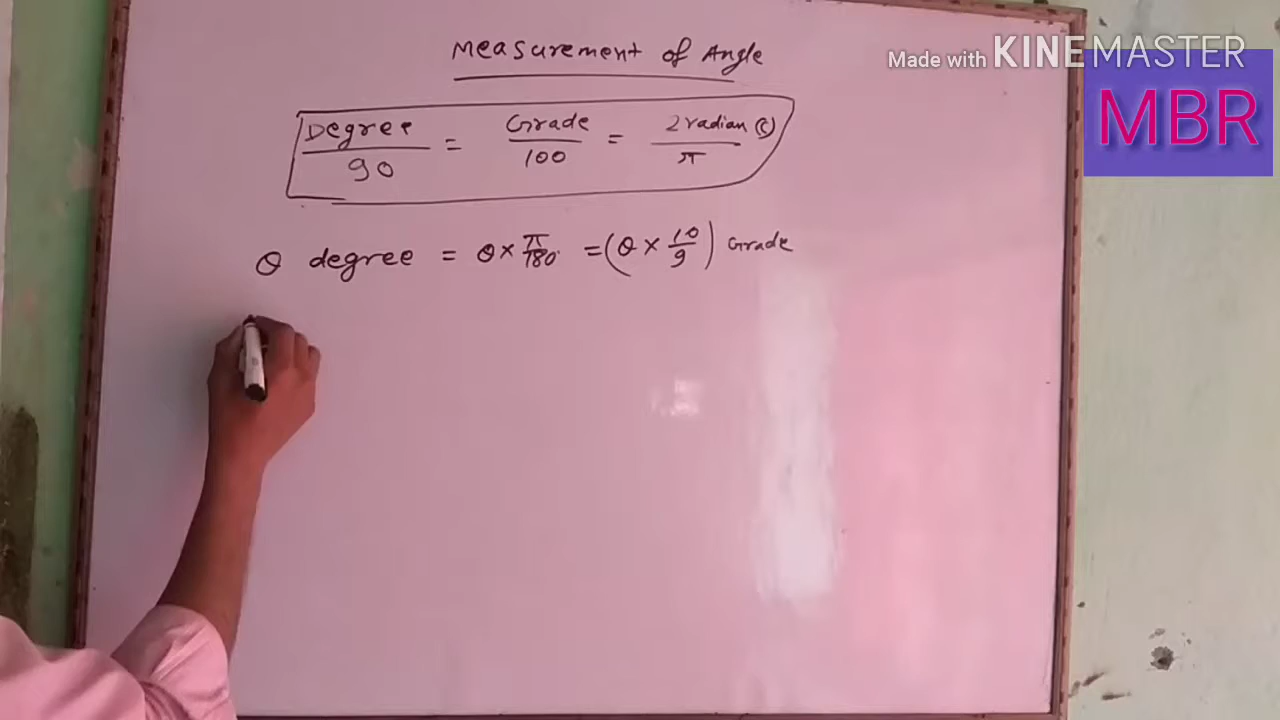 Measurement of Angle
Made with KINEMASTER
MBR
Degree/90 = Grade/100 = 2radian (c)/π
θ degree = θ × π/180 = (θ × 10/9) Grade